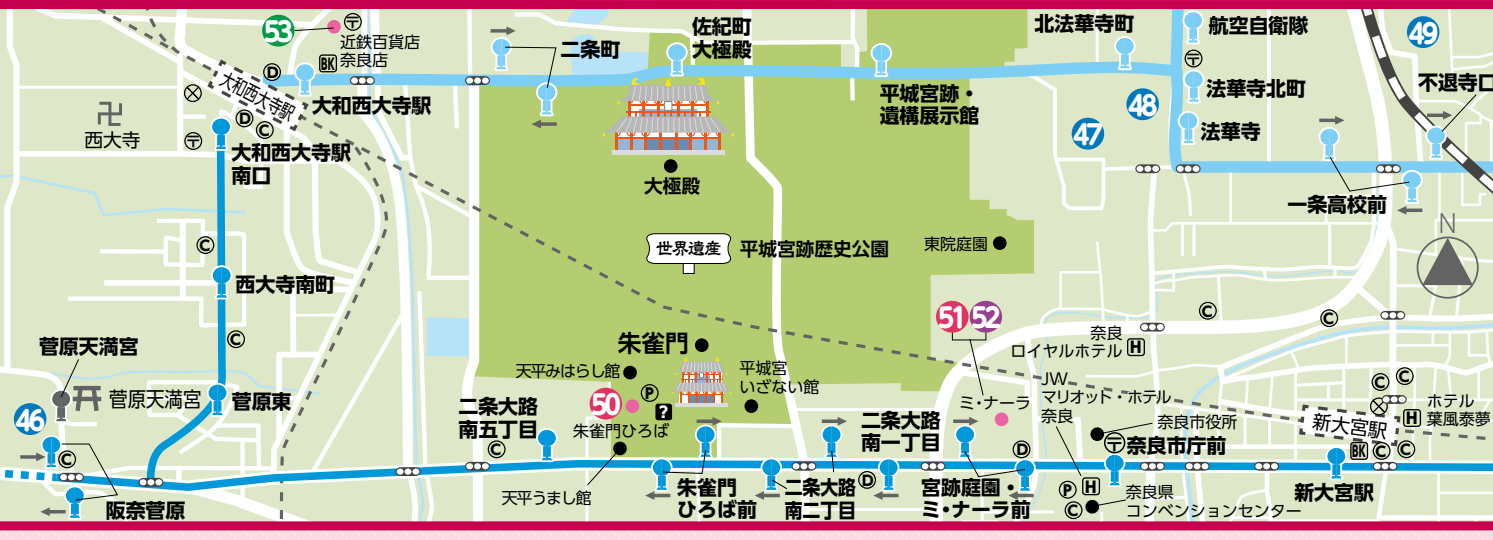 53
〒
近鉄百貨店
奈良店
BK
D
大和西大寺駅
大和西大寺駅
二条町
佐紀町
大極殿
平城宮跡・
遺構展示館
北法華寺町
航空自衛隊
〒
法華寺北町
法華寺
49
48
47
不退寺口
一条高校前
N
卍
西大寺
〒
D
C
大和西大寺駅
南口
大極殿
世界遺産
平城宮跡歴史公園
東院庭園
C
西大寺南町
C
菅原天満宮
菅原天満宮
菅原東
46
C
阪奈菅原
朱雀門
天平みはらし館
50
P
?
朱雀門ひろば
平城宮
いざない館
天平うまし館
二条大路
南五丁目
C
朱雀門
ひろば前
二条大路
南二丁目
D
二条大路
南一丁目
51
52
ミ・ナーラ
宮跡庭園・
ミ・ナーラ前
D
奈良
ロイヤルホテル
H
C
C
JW
マリオット・ホテル
奈良
奈良市役所
〒
奈良市庁前
P
H
C
奈良県
コンベンションセンター
新大宮駅
BK
C
C
新大宮駅
C
C
H
ホテル
葉風泰夢